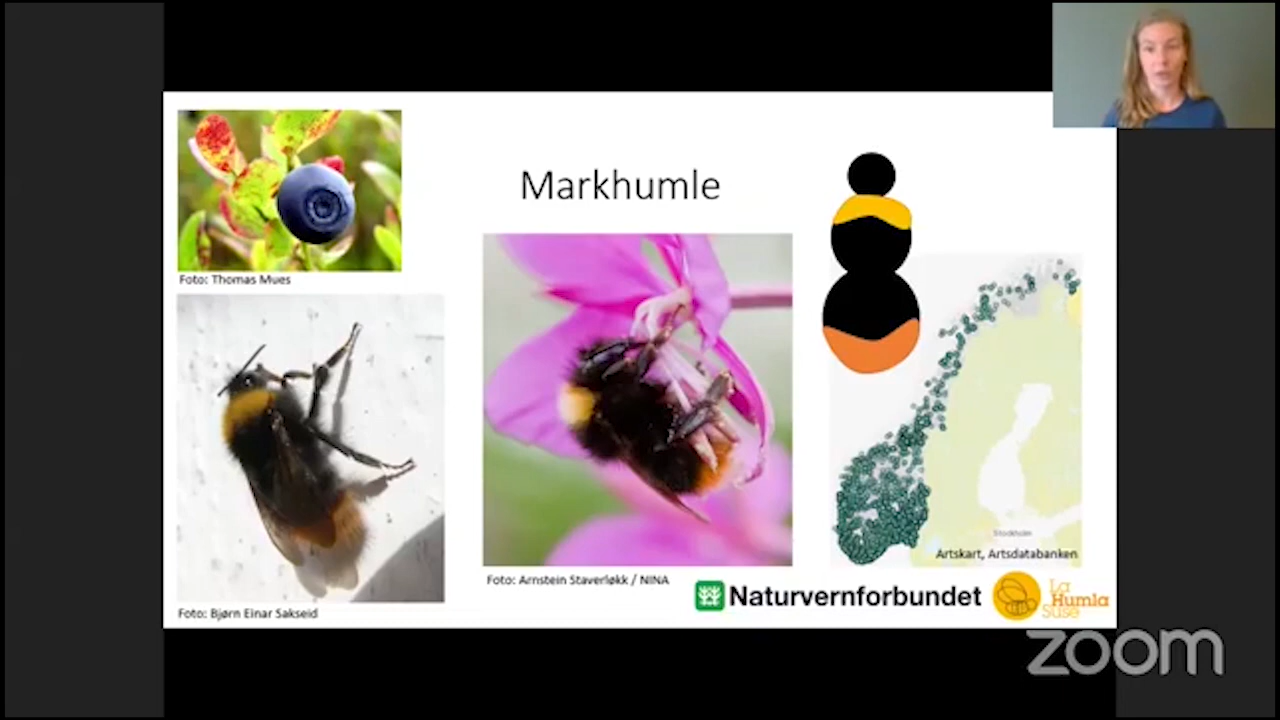 Markhumle
Foto: Thomas Mues
Foto: Bjørn Einar Sakseid
Foto: Arnstein Staverløkk / NINA
Stockholm
Artskart, Artsdatabanken
Naturvernforbundet
La
Humla
Suse
zoom